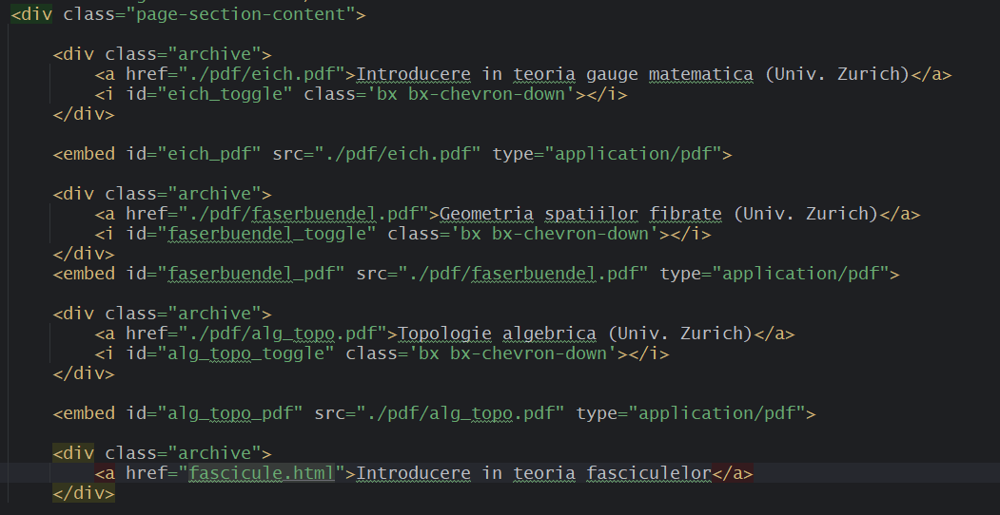 <div class="page-section-content">
<div class="archive">
<a href="./pdf/eich.pdf">Introducere in teoria gauge matematica (Univ. Zurich)</a>
<i id="eich_toggle" class='bx bx-chevron-down'></i>
</div>
<embed id="eich_pdf" src="./pdf/eich.pdf" type="application/pdf">
<div class="archive">
<a href="./pdf/faserbuendel.pdf">Geometria spatiilor fibrate (Univ. Zurich)</a>
<i id="faserbuendel_toggle" class='bx bx-chevron-down'></i>
</div>
<embed id="faserbuendel_pdf" src="./pdf/faserbuendel.pdf" type="application/pdf">
<div class="archive">
<a href="./pdf/alg_topo.pdf">Topologie algebrica (Univ. Zurich)</a>
<i id="alg_topo_toggle" class='bx bx-chevron-down'></i>
</div>
<embed id="alg_topo_pdf" src="./pdf/alg_topo.pdf" type="application/pdf">
<div class="archive">
<a href="fascicule.html">Introducere in teoria fasciculelor</a>
</div>